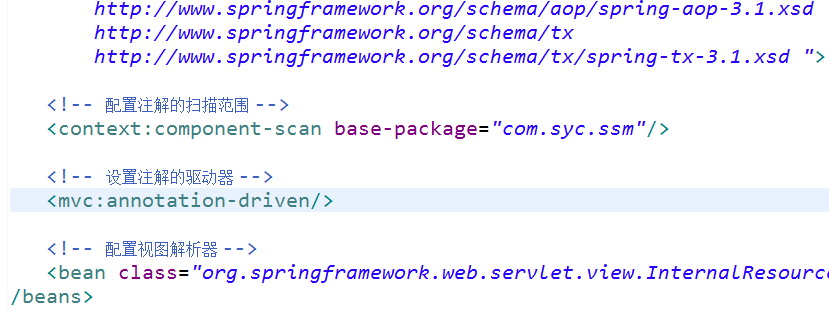 http://www.springframework.org/schema/aop/spring-aop-3.1.xsd
http://www.springframework.org/schema/tx
http://www.springframework.org/schema/tx/spring-tx-3.1.xsd ">
<!-- 配置注解的扫描范围 -->
<context:component-scan base-package="com.syc.ssm"/>
<!-- 设置注解的驱动器 -->
<mvc:annotation-driven/>
<!-- 配置视图解析器 -->
<bean class="org.springframework.web.servlet.view.InternalResourc
/beans>